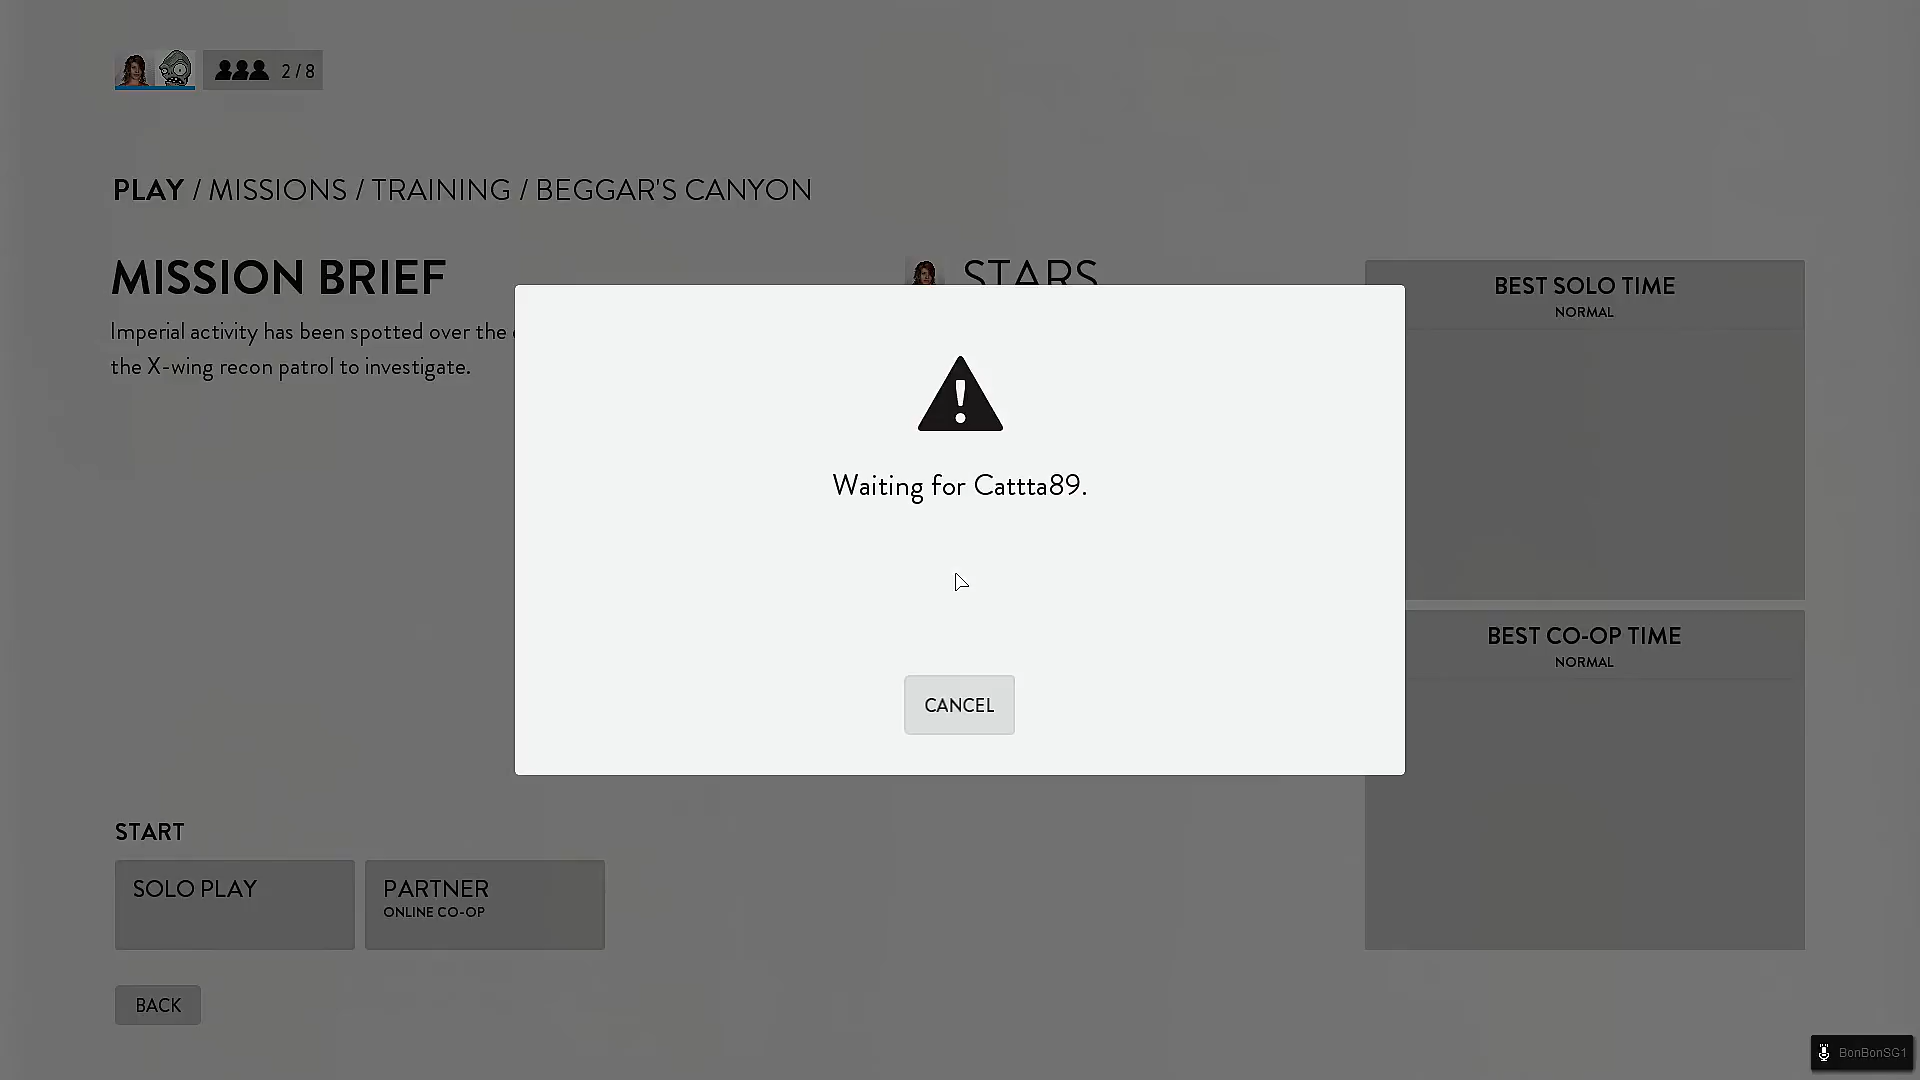 2 / 8
PLAY / MISSIONS / TRAINING / BEGGAR'S CANYON
MISSION BRIEF
Imperial activity has been spotted over the
the X-wing recon patrol to investigate.
STARS
BEST SOLO TIME
NORMAL
Waiting for Cattta89.
CANCEL
BEST CO-OP TIME
NORMAL
START
SOLO PLAY
PARTNER
ONLINE CO-OP
BACK
BonBonSG1